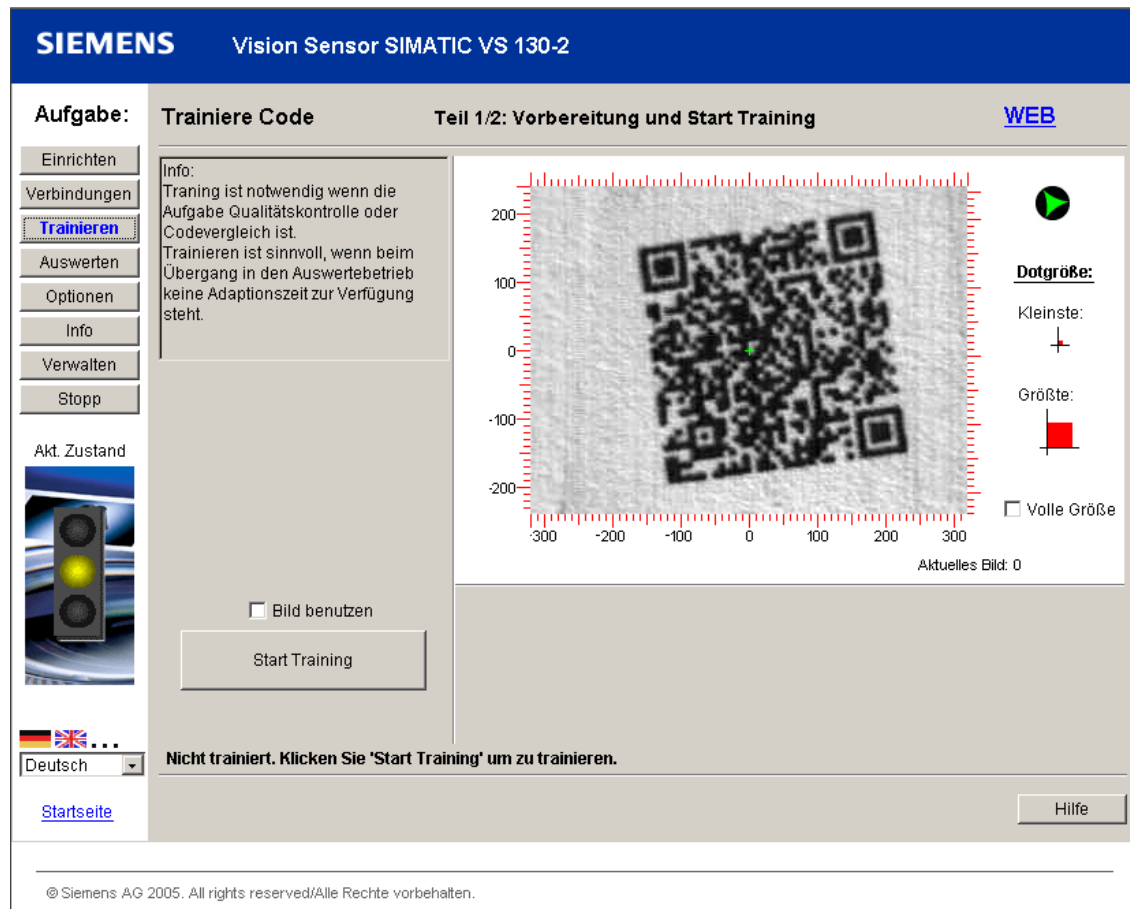 SIEMENS
Vision Sensor SIMATIC VS 130-2
Aufgabe:
Trainiere Code
Teil 1/2: Vorbereitung und Start Training
WEB
Einrichten
Verbindungen
Trainieren
Auswerten
Optionen
Info
Verwalten
Stopp
Akt. Zustand
Info:
Traning ist notwendig wenn die
Aufgabe Qualitätskontrolle oder
Codevergleich ist.
Trainieren ist sinnvoll, wenn beim
Übergang in den Auswertebetrieb
keine Adaptionszeit zur Verfügung
steht.
200
100
0
-100
-200
-300 -200 -100 0 100 200 300
Aktuelles Bild: 0
Dotgröße:
Kleinste:
Größte:
Volle Größe
Bild benutzen
Start Training
...
Deutsch
Nicht trainiert. Klicken Sie 'Start Training' um zu trainieren.
Startseite
Hilfe
© Siemens AG 2005. All rights reserved/Alle Rechte vorbehalten.